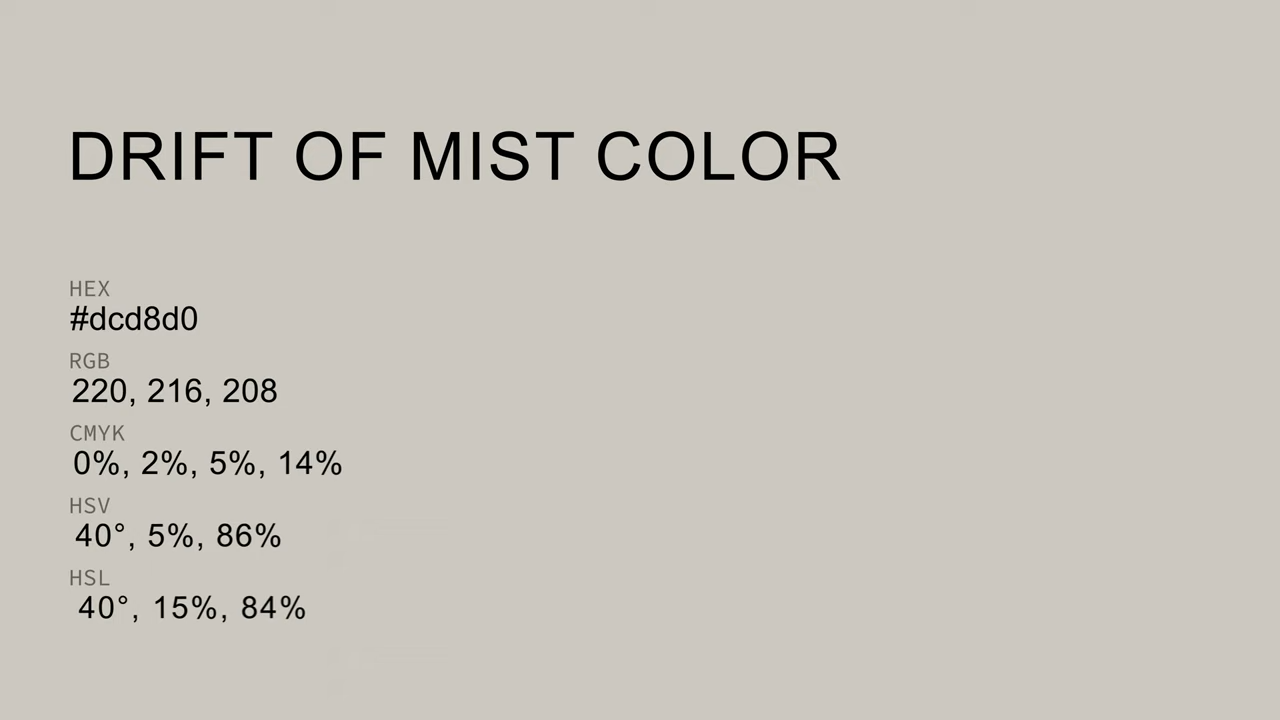 DRIFT OF MIST COLOR
HEX
#dcd8d0
RGB
220, 216, 208
CMYK
0%, 2%, 5%, 14%
HSV
40°, 5%, 86%
HSL
40°, 15%, 84%